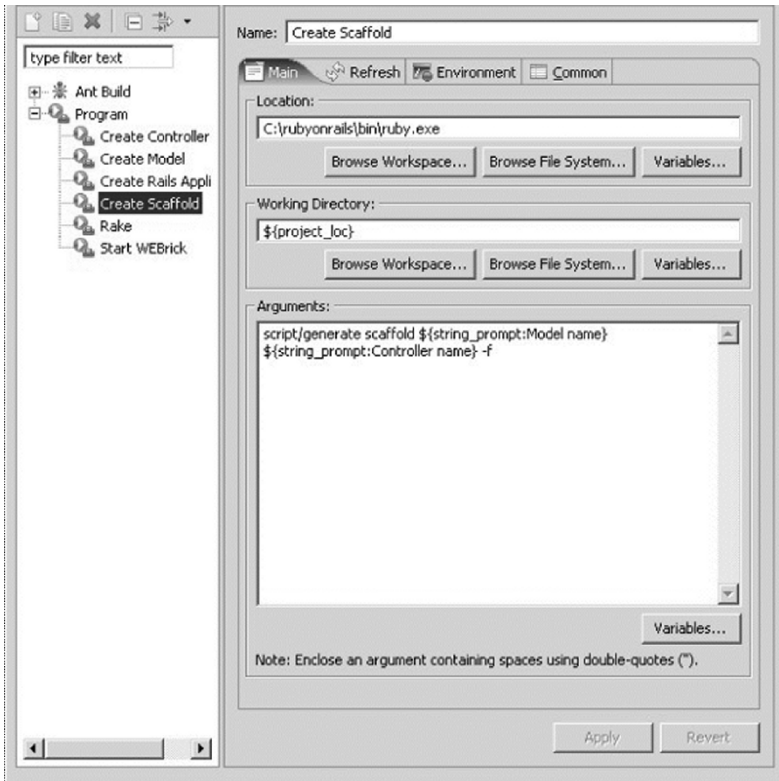 type filter text
Ant Build
Program
Create Controller
Create Model
Create Rails Appli
Create Scaffold
Rake
Start WEBrick
Name: Create Scaffold
Main Refresh Environment Common
Location:
C:\rubyonrails\bin\ruby.exe
Browse Workspace... Browse File System... Variables...
Working Directory:
${project_loc}
Browse Workspace... Browse File System... Variables...
Arguments:
script/generate scaffold ${string_prompt:Model name}
${string_prompt:Controller name} -f
Variables...
Note: Enclose an argument containing spaces using double-quotes (").
Apply Revert